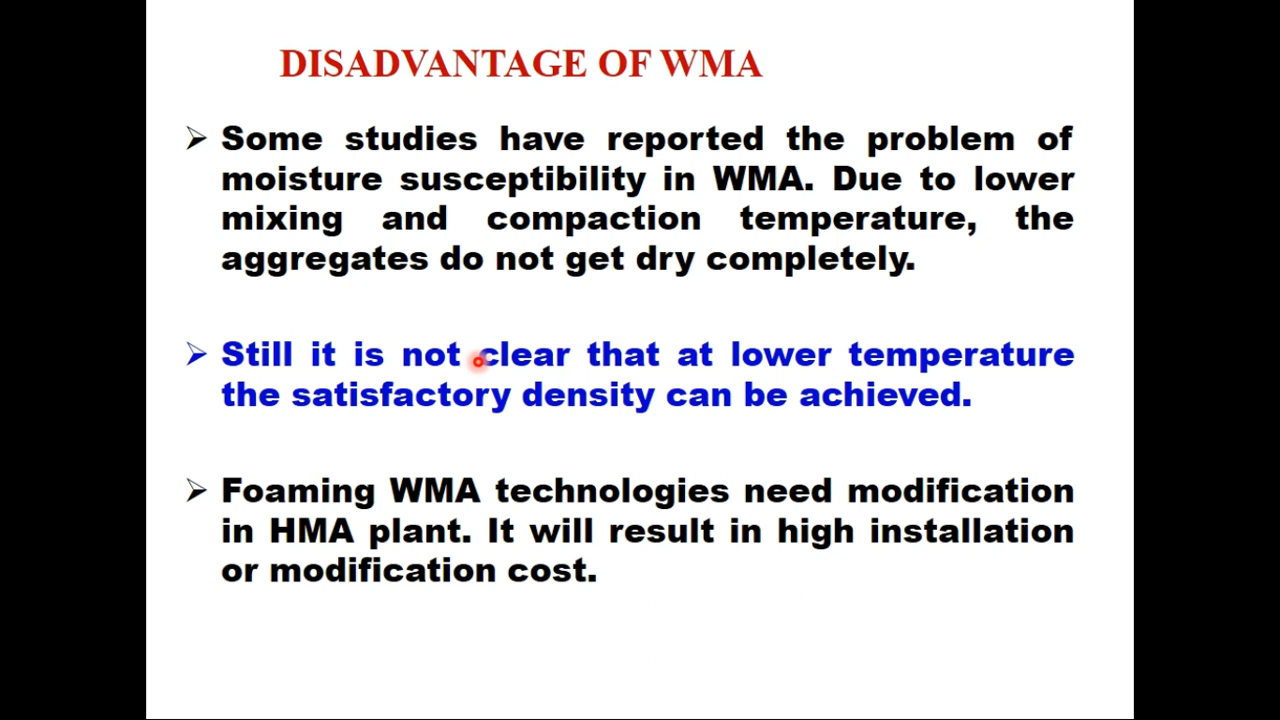 DISADVANTAGE OF WMA
➢ Some studies have reported the problem of
moisture susceptibility in WMA. Due to lower
mixing and compaction temperature, the
aggregates do not get dry completely.
➢ Still it is not clear that at lower temperature
the satisfactory density can be achieved.
➢ Foaming WMA technologies need modification
in HMA plant. It will result in high installation
or modification cost.